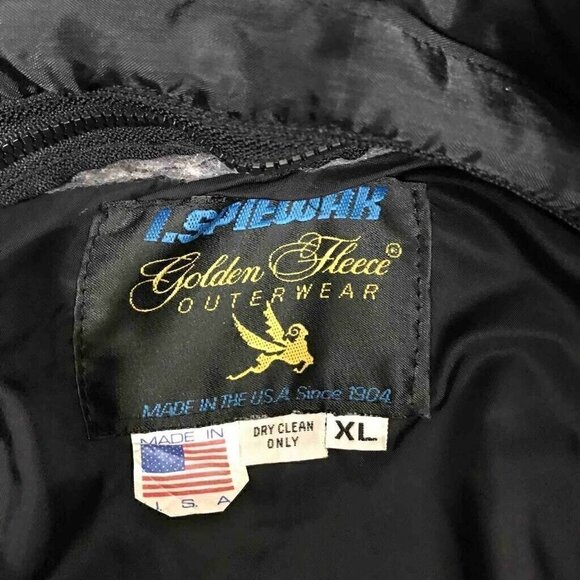 I.SPIEWAK
Golden Fleece®
OUTERWEAR
MADE IN THE U.S.A. Since 1904
MADE IN
U.S.A
DRY CLEAN
ONLY
XL